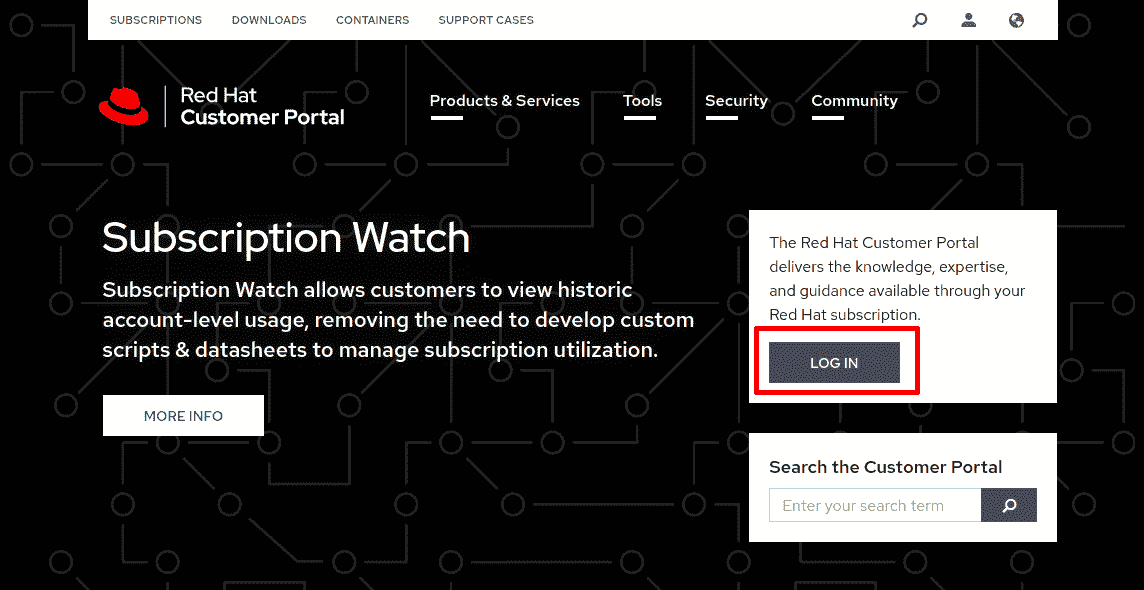 SUBSCRIPTIONS DOWNLOADS CONTAINERS SUPPORT CASES
Red Hat
Customer Portal
Products & Services Tools Security Community
Subscription Watch
Subscription Watch allows customers to view historic
account-level usage, removing the need to develop custom
scripts & datasheets to manage subscription utilization.
MORE INFO
The Red Hat Customer Portal
delivers the knowledge, expertise,
and guidance available through your
Red Hat subscription.
LOG IN
Search the Customer Portal
Enter your search term